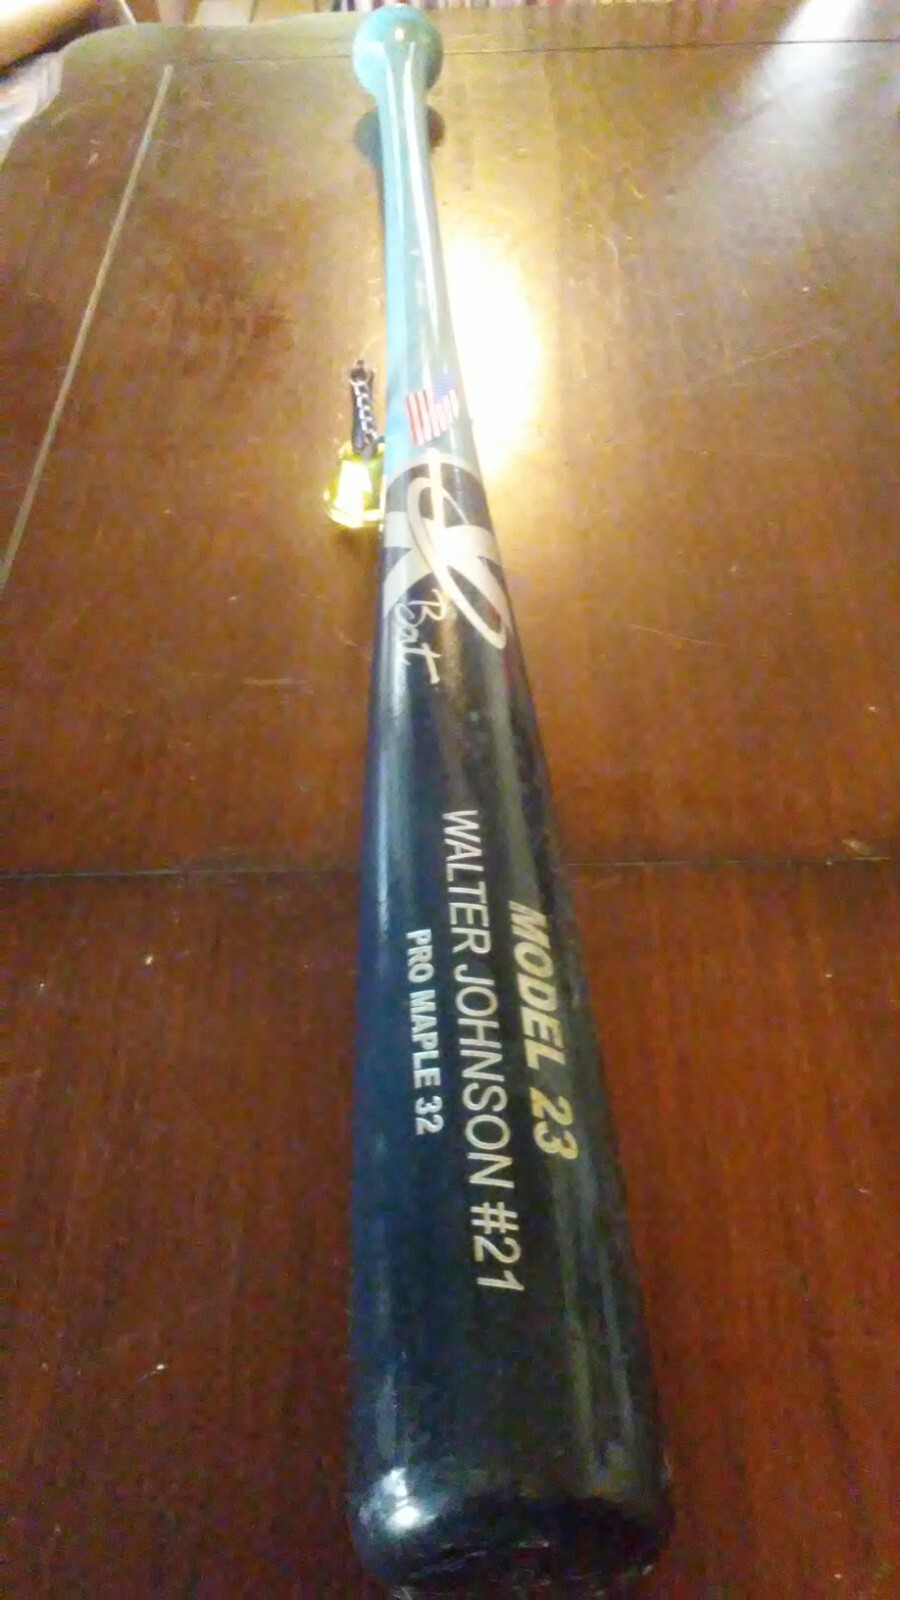 Bat
MODEL 23
WALTER JOHNSON #21
PRO MAPLE 32